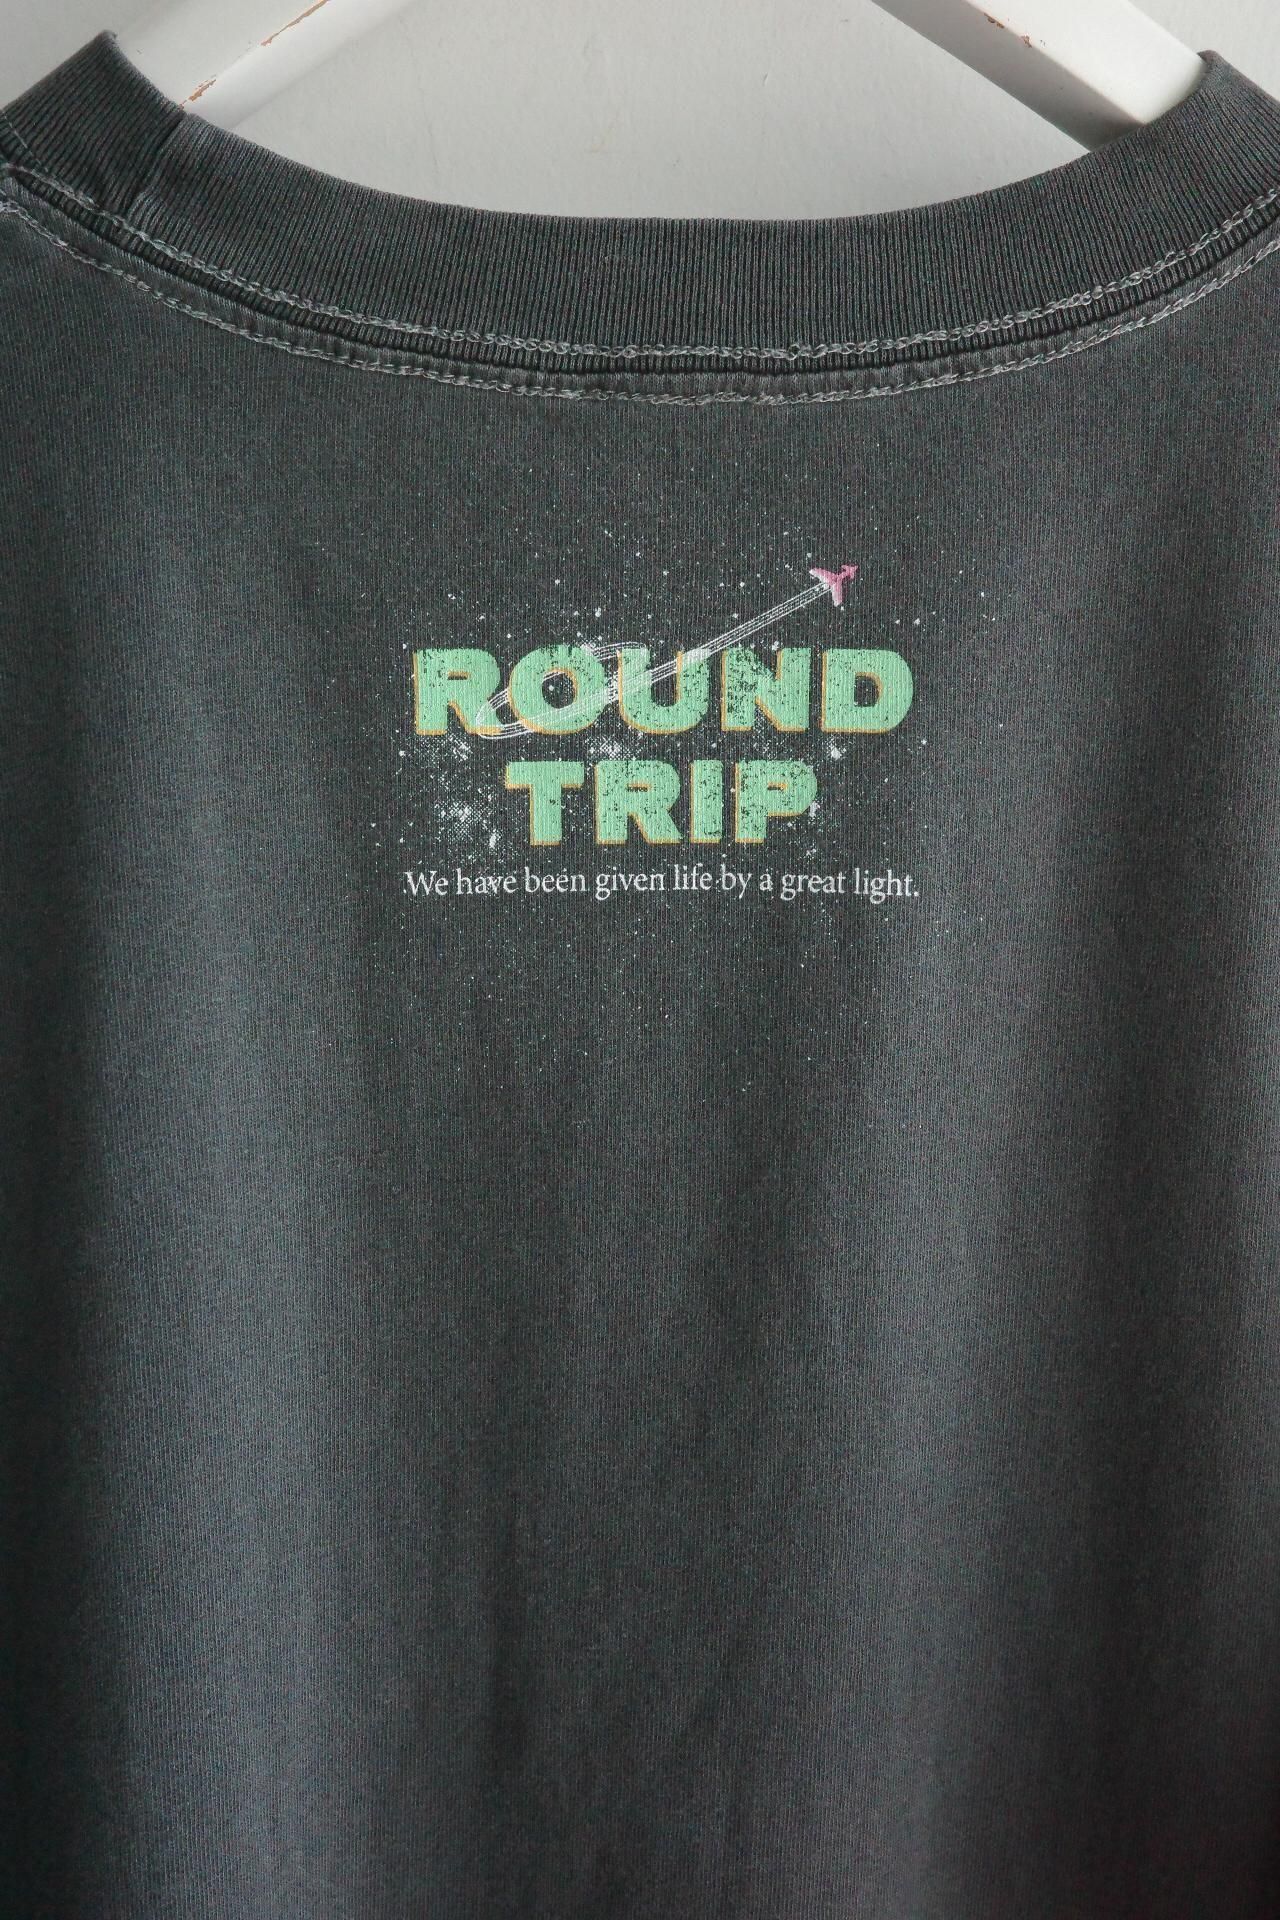 ROUND
TRIP
We have been given life by a great light.